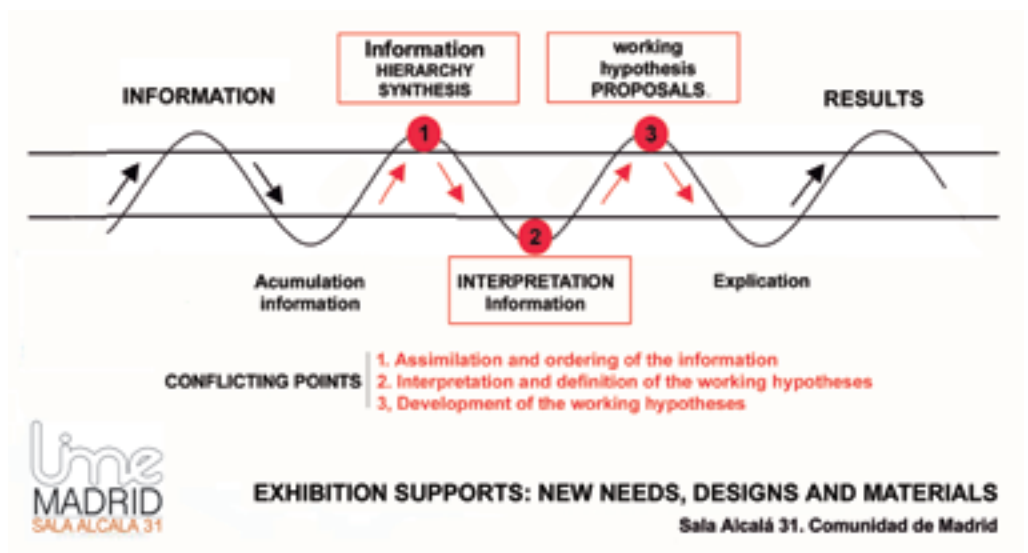 Information
HIERARCHY
SYNTHESIS
working
hypothesis
PROPOSALS.
INFORMATION
RESULTS
1
3
2
Acumulation
information
INTERPRETATION
Information
Explication
CONFLICTING POINTS
1. Assimilation and ordering of the information
2. Interpretation and definition of the working hypotheses
3, Development of the working hypotheses
Lime
MADRID
SALA ALCALA 31
EXHIBITION SUPPORTS: NEW NEEDS, DESIGNS AND MATERIALS
Sala Alcalá 31. Comunidad de Madrid